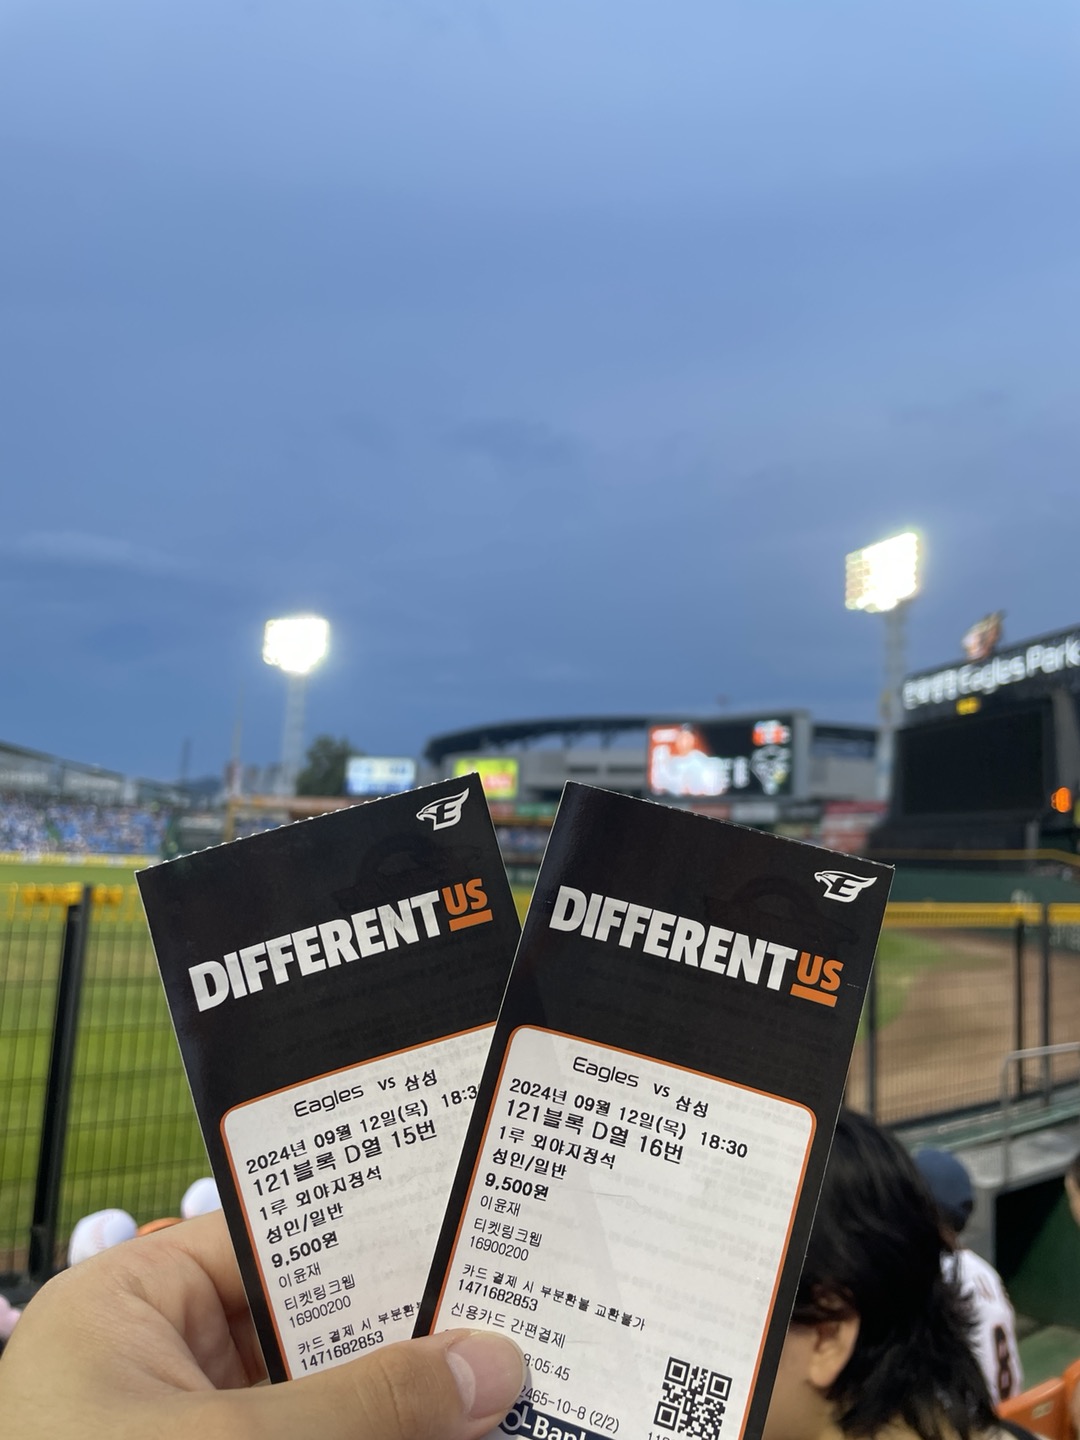 Eagles Park
DIFFERENT US
Eagles vs 삼성
2024년 09월 12일(목) 18:3
121블록 D열 15번
1루 외야지정석
성인/일반
9,500원
이윤재
티켓링크웹
16900200
카드 결제 시 부분환
1471682853
DIFFERENT US
Eagles vs 삼성
2024년 09월 12일(목) 18:30
121블록 D열 16번
1루 외야지정석
성인/일반
9,500원
이윤재
티켓링크웹
16900200
카드 결제 시 부분환불 교환불가
1471682853
신용카드 간편결제
:05:45
2465-10-8 (2/2)
8